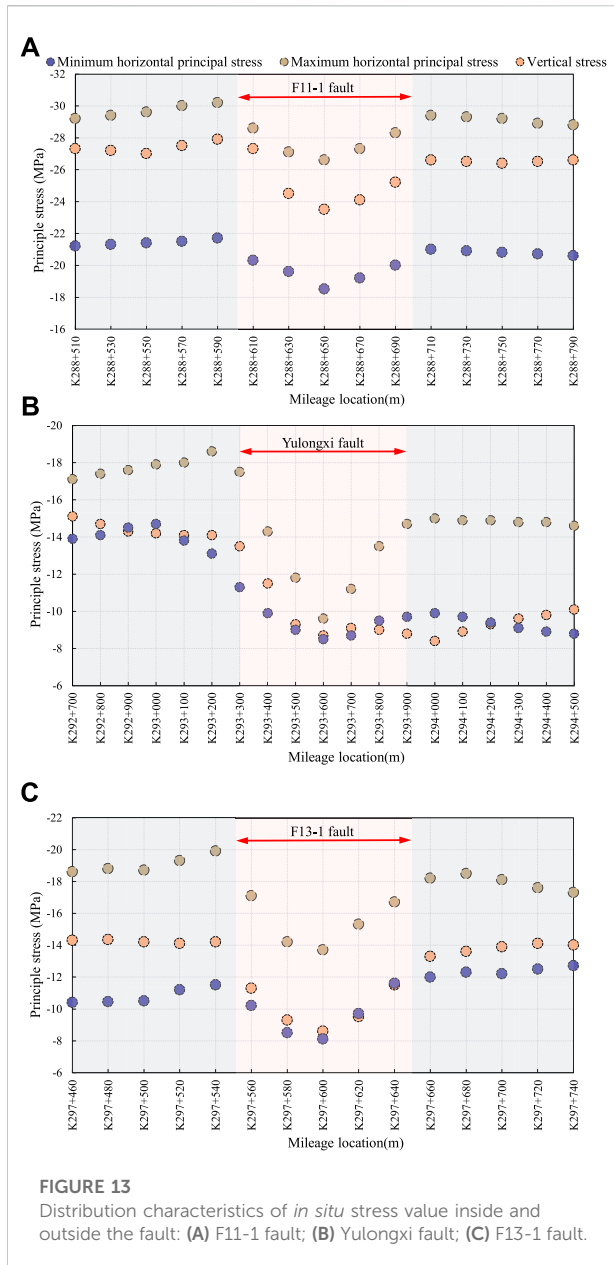 A
Minimum horizontal principal stress Maximum horizontal principal stress Vertical stress
-32
-30
-28
-26
-24
-22
-20
-18
-16
F11-1 fault
Principle stress (MPa)
K288+510
K288+530
K288+550
K288+570
K288+590
K288+610
K288+630
K288+650
K288+670
K288+690
K288+710
K288+730
K288+750
K288+770
K288+790
Mileage location(m)
B
-20
-18
-16
-14
-12
-10
-8
-6
Yulongxi fault
Principle stress (MPa)
K292+700
K292+800
K292+900
K293+000
K293+100
K293+200
K293+300
K293+400
K293+500
K293+600
K293+700
K293+800
K293+900
K294+000
K294+100
K294+200
K294+300
K294+400
K294+500
Mileage location(m)
C
-22
-20
-18
-16
-14
-12
-10
-8
-6
F13-1 fault
Principle stress (MPa)
K297+460
K297+480
K297+500
K297+520
K297+540
K297+560
K297+580
K297+600
K297+620
K297+640
K297+660
K297+680
K297+700
K297+720
K297+740
Mileage location(m)
FIGURE 13
Distribution characteristics of in situ stress value inside and
outside the fault: (A) F11-1 fault; (B) Yulongxi fault; (C) F13-1 fault.